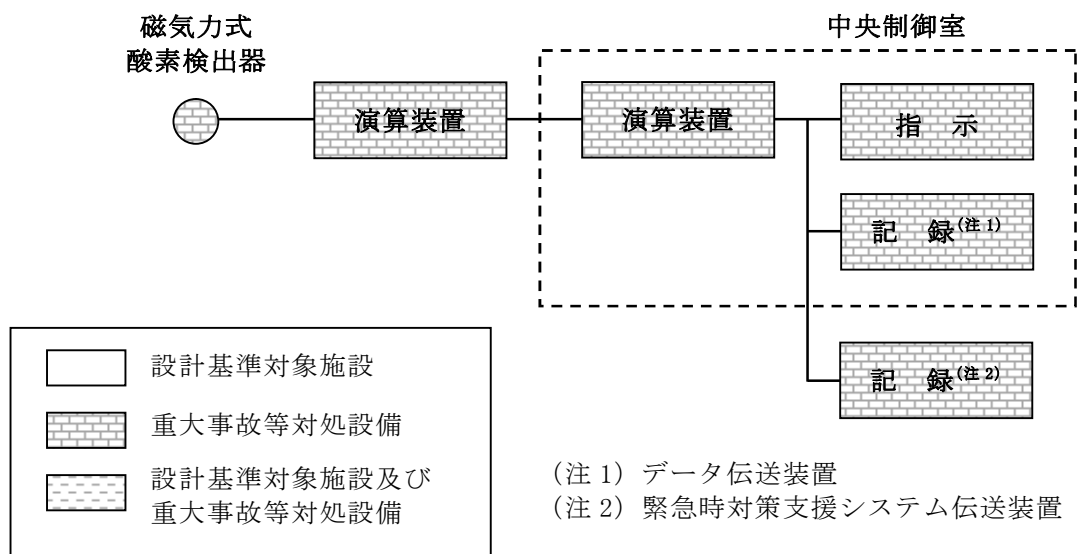 磁気力式
酸素検出器
中央制御室
演算装置
演算装置
指 示
記 録(注1)
記 録(注2)
設計基準対象施設
重大事故等対処設備
設計基準対象施設及び
重大事故等対処設備
(注1) データ伝送装置
(注2) 緊急時対策支援システム伝送装置